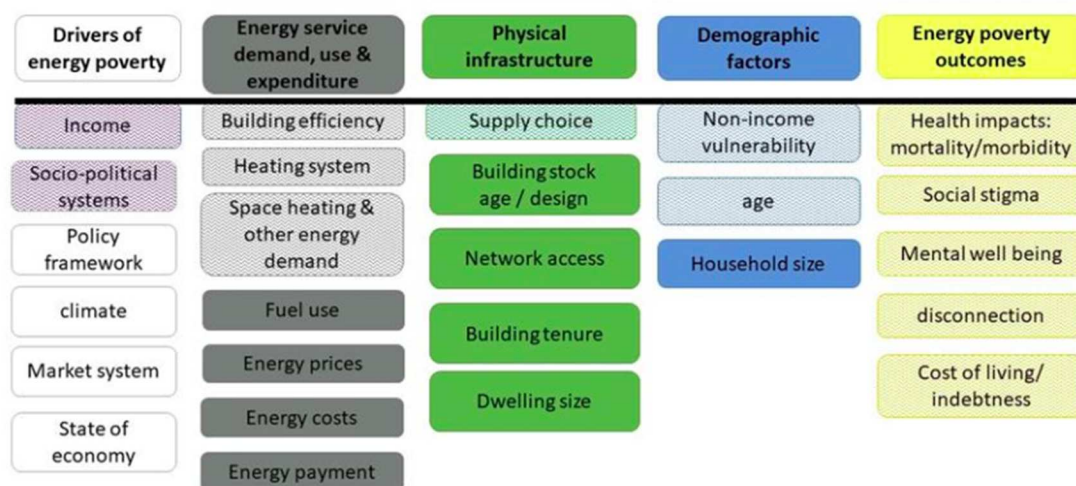 Drivers of
energy poverty
Energy service
demand, use &
expenditure
Physical
infrastructure
Demographic
factors
Energy poverty
outcomes
Income
Socio-political
systems
Policy
framework
climate
Market system
State of
economy
Building efficiency
Heating system
Space heating &
other energy
demand
Fuel use
Energy prices
Energy costs
Energy payment
Supply choice
Building stock
age / design
Network access
Building tenure
Dwelling size
Non-income
vulnerability
age
Household size
Health impacts:
mortality/morbidity
Social stigma
Mental well being
disconnection
Cost of living/
indebtness